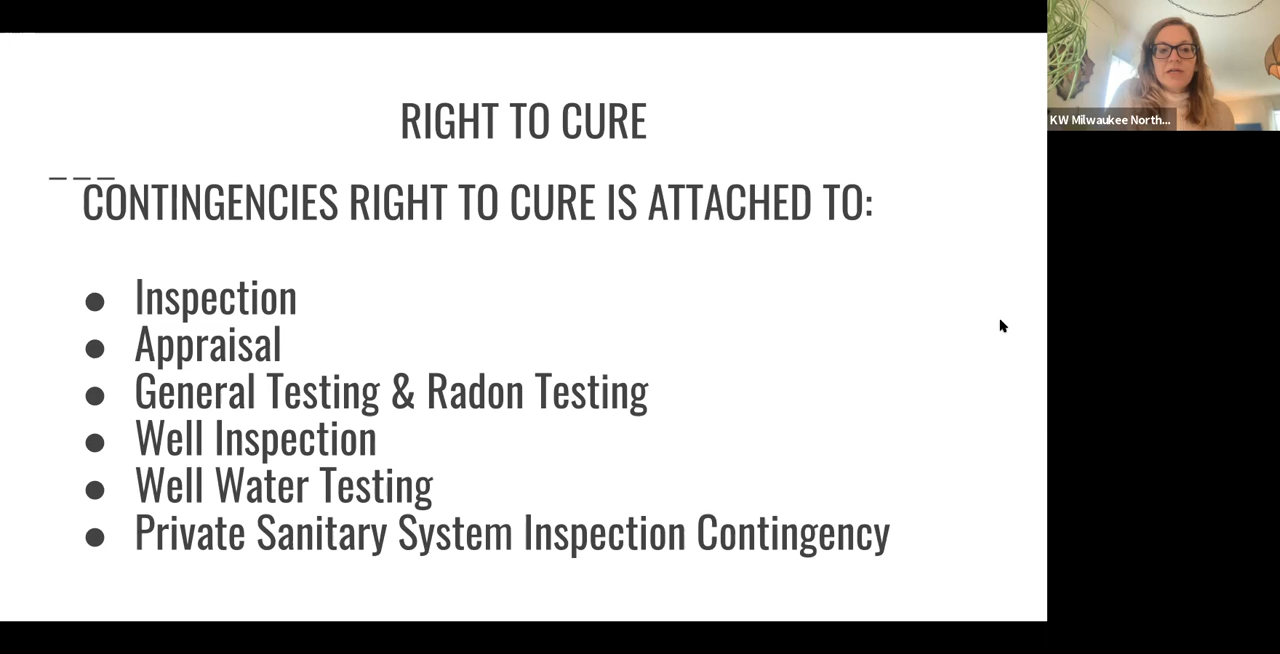 RIGHT TO CURE
CONTINGENCIES RIGHT TO CURE IS ATTACHED TO:
● Inspection
● Appraisal
● General Testing & Radon Testing
● Well Inspection
● Well Water Testing
● Private Sanitary System Inspection Contingency
KW Milwaukee North...